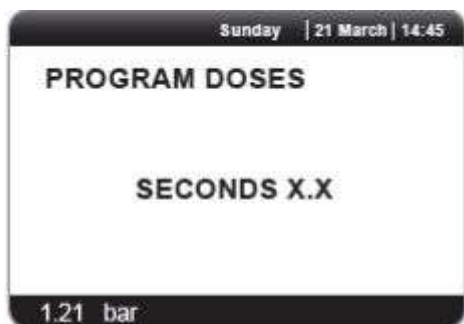 Sunday | 21 March | 14:45
PROGRAM DOSES
SECONDS X.X
1.21 bar